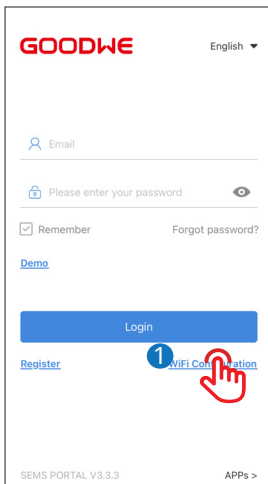 GOODWE
English
Email
Please enter your password
Remember
Forgot password?
Demo
Login
1
Register
WiFi Configuration
SEMS PORTAL V3.3.3
APPs >